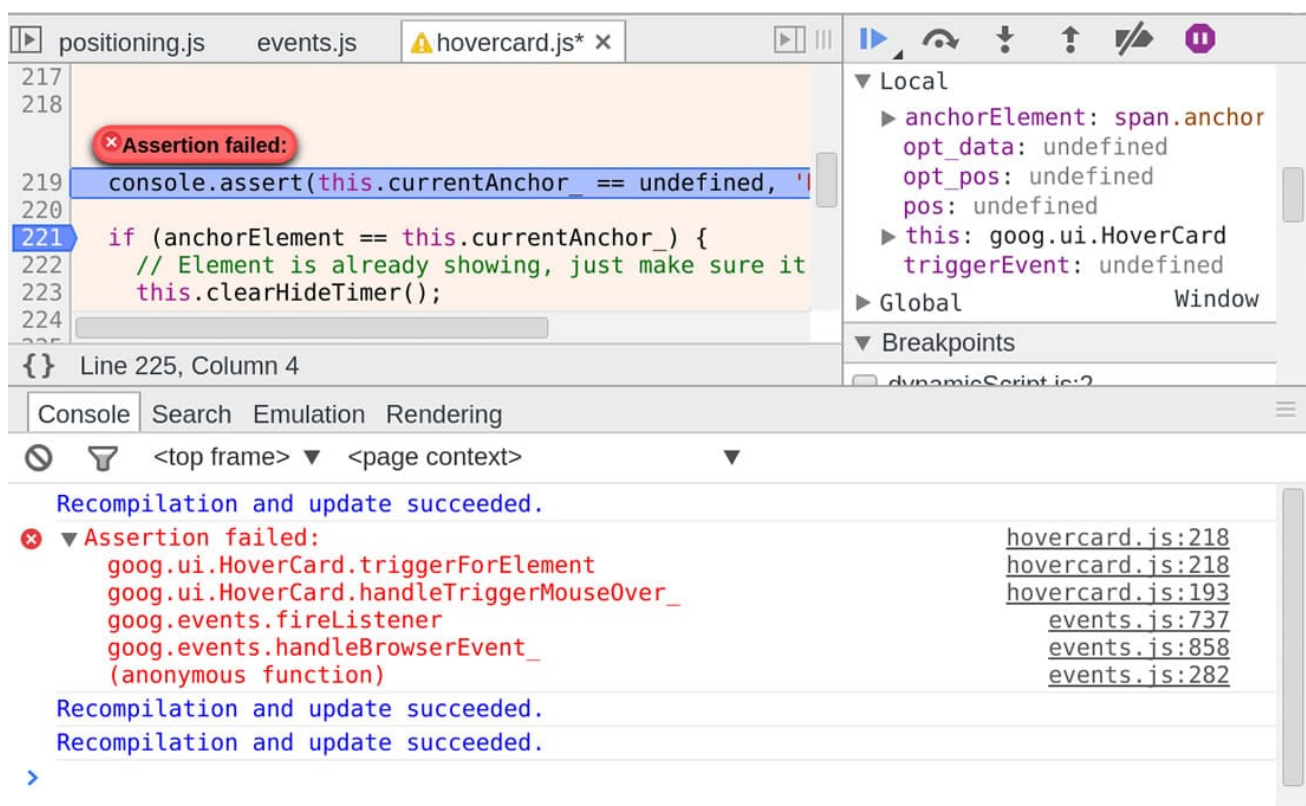 positioning.js events.js hovercard.js* ×
217
218
Assertion failed:
219 console.assert(this.currentAnchor_ == undefined, '
220
221 if (anchorElement == this.currentAnchor_) {
222 // Element is already showing, just make sure it
223 this.clearHideTimer();
224
{} Line 225, Column 4
▼ Local
▶ anchorElement: span.anchor
opt_data: undefined
opt_pos: undefined
pos: undefined
▶ this: goog.ui.HoverCard
triggerEvent: undefined
▶ Global Window
▼ Breakpoints
dynamicScript.js:2
Console Search Emulation Rendering
<top frame> ▼ <page context> ▼
Recompilation and update succeeded.
▼ Assertion failed: hovercard.js:218
goog.ui.HoverCard.triggerForElement hovercard.js:218
goog.ui.HoverCard.handleTriggerMouseOver_ hovercard.js:193
goog.events.fireListener events.js:737
goog.events.handleBrowserEvent_ events.js:858
(anonymous function) events.js:282
Recompilation and update succeeded.
Recompilation and update succeeded.
>